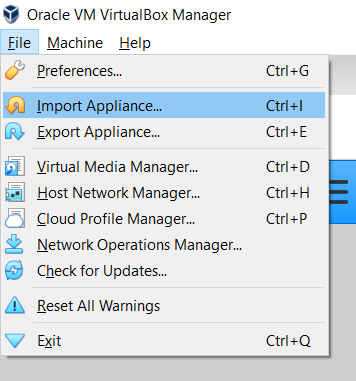 Oracle VM VirtualBox Manager
File Machine Help
Preferences... Ctrl+G
Import Appliance... Ctrl+I
Export Appliance... Ctrl+E
Virtual Media Manager... Ctrl+D
Host Network Manager... Ctrl+H
Cloud Profile Manager... Ctrl+P
Network Operations Manager...
Check for Updates...
Reset All Warnings
Exit Ctrl+Q